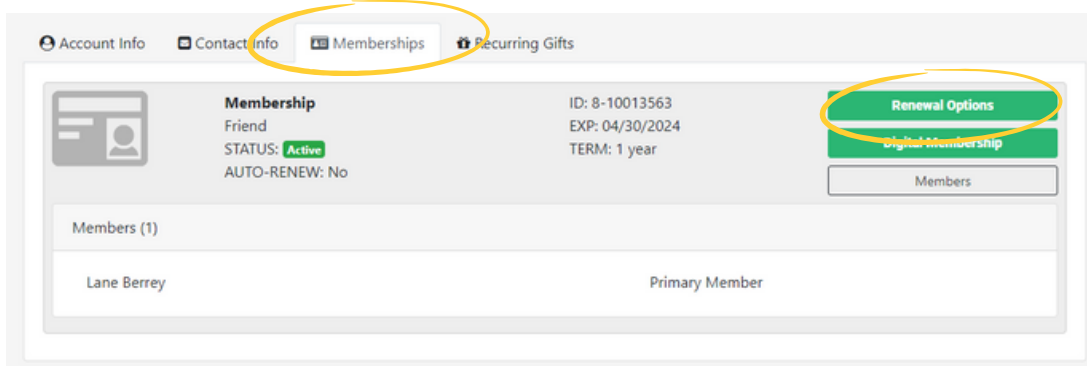 Account Info Contact Info Memberships Recurring Gifts
Membership ID: 8-10013563 Renewal Options
Friend EXP: 04/30/2024
STATUS: Active TERM: 1 year Digital Membership
AUTO-RENEW: No Members
Members (1)
Lane Berrey Primary Member